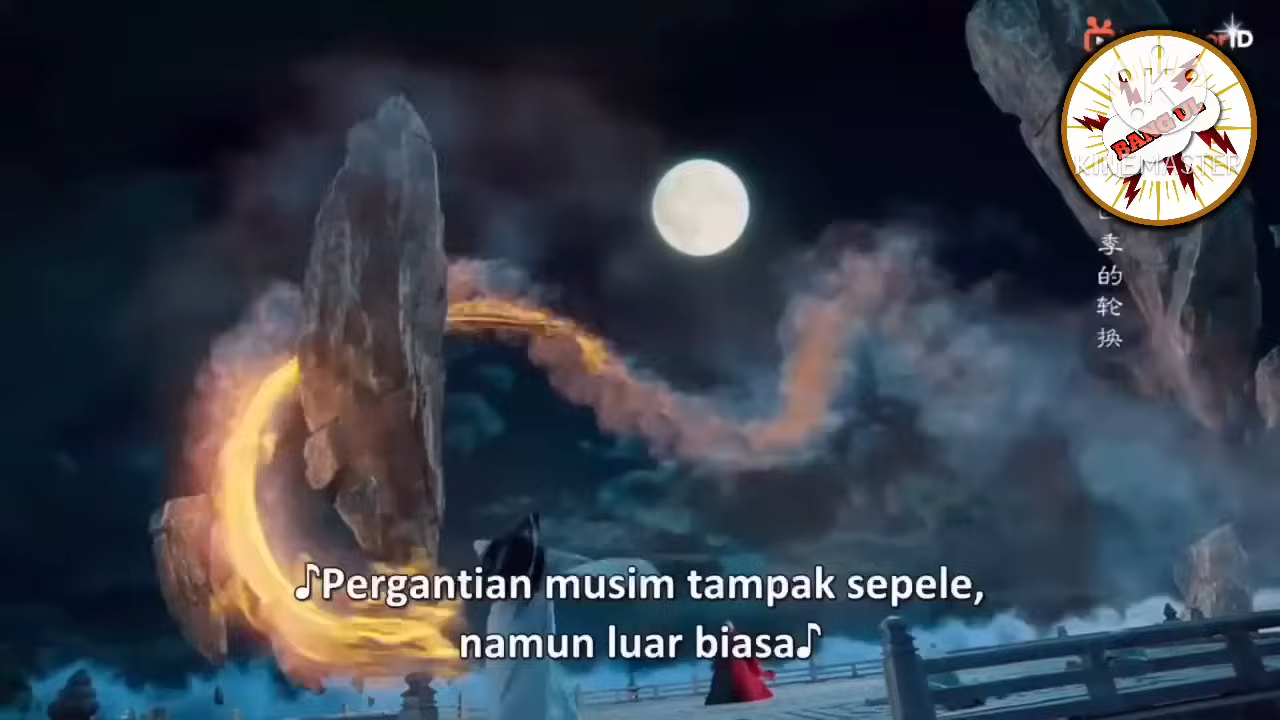 BANG UL
KINEMASTER
季的轮换
♪Pergantian musim tampak sepele,
namun luar biasa♪